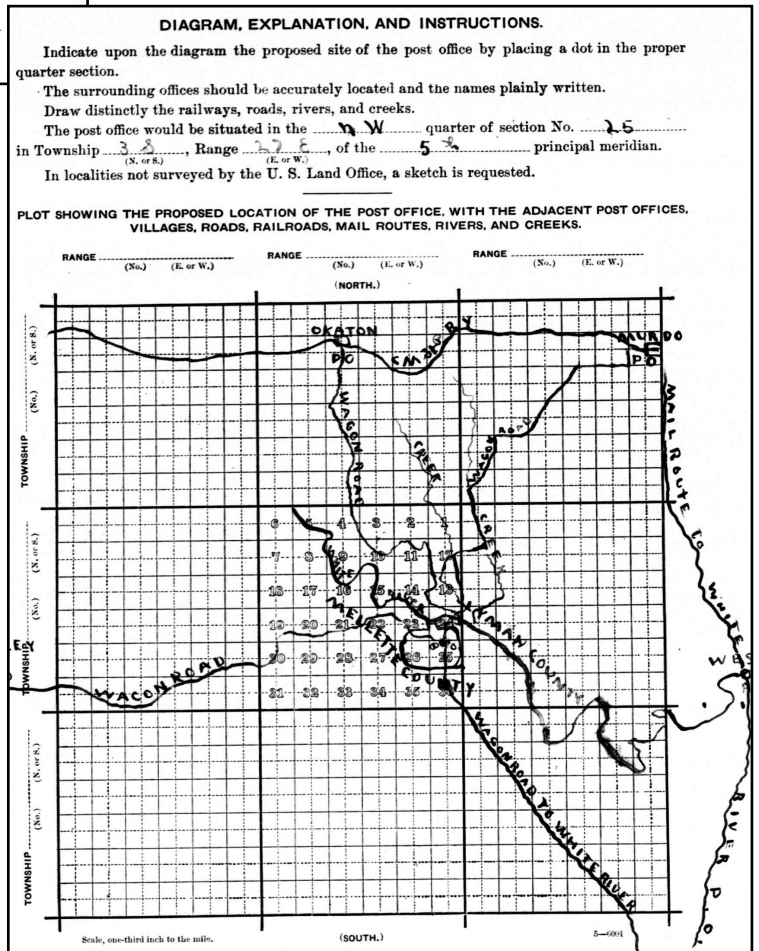 DIAGRAM, EXPLANATION, AND INSTRUCTIONS.
Indicate upon the diagram the proposed site of the post office by placing a dot in the proper
quarter section.
The surrounding offices should be accurately located and the names plainly written.
Draw distinctly the railways, roads, rivers, and creeks.
The post office would be situated in the n W quarter of section No. 25
in Township 3 S, Range 27 E, of the 5th principal meridian.
(N. or S.) (E. or W.)
In localities not surveyed by the U. S. Land Office, a sketch is requested.
PLOT SHOWING THE PROPOSED LOCATION OF THE POST OFFICE, WITH THE ADJACENT POST OFFICES,
VILLAGES, ROADS, RAILROADS, MAIL ROUTES, RIVERS, AND CREEKS.
RANGE RANGE RANGE
(No.) (E. or W.) (No.) (E. or W.) (No.) (E. or W.)
(NORTH.)
TOWNSHIP (No.) (N. or S.)
OKATON
PO
RY
MURDO
PO
WAGON ROAD
CREEK
WAGON ROAD
CREEK
MAIL ROUTE TO WHITE
RIVER P.O.
TOWNSHIP (No.) (N. or S.)
6 5 4 3 2 1
7 8 9 10 11 12
18 17 16 15 14 13
19 20 21 22 23 24
30 29 28 27 26 25
31 32 33 34 35 36
WHITE
RIVER
MELLETTE COUNTY
LYMAN COUNTY
WAGON ROAD
WAGON ROAD TO WHITE RIVER
TOWNSHIP (No.) (N. or S.)
Scale, one-third inch to the mile.
(SOUTH.)
5—6001